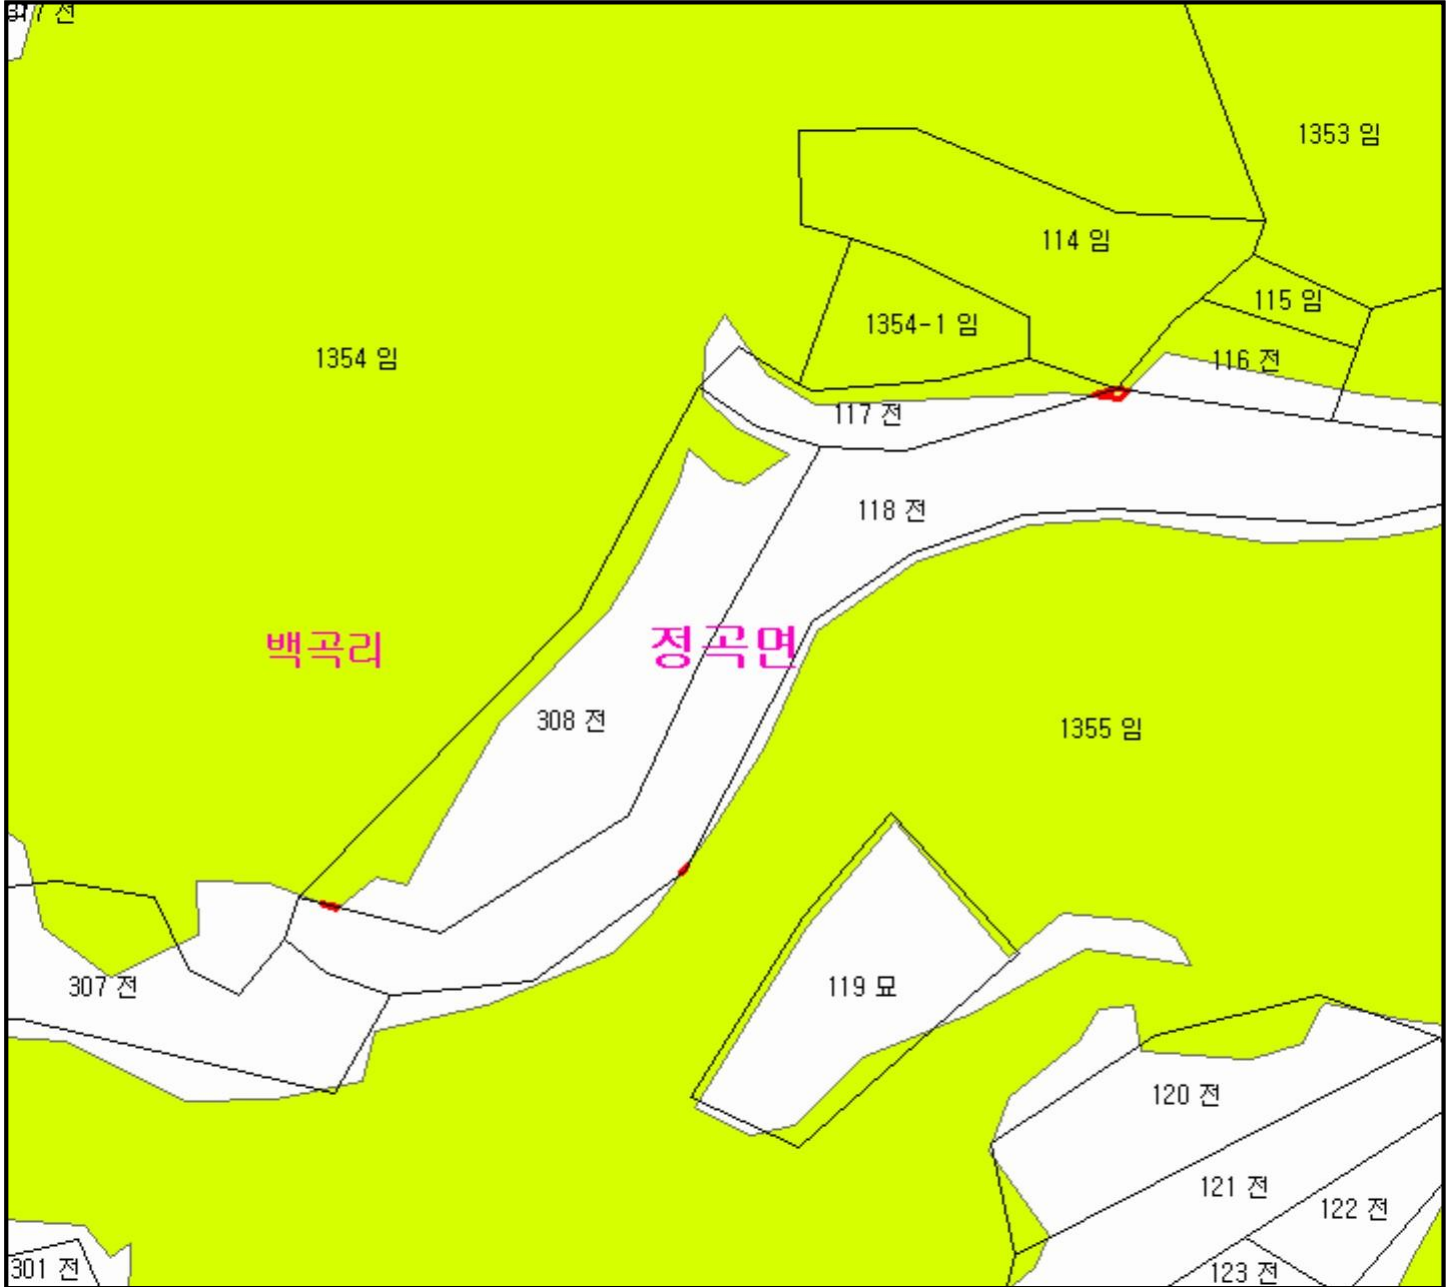 전
1353 임
114 임
115 임
1354-1 임
1354 임
116 전
117 전
118 전
백곡리
정곡면
308 전
1355 임
307 전
119 묘
120 전
121 전
122 전
301 전
123 전